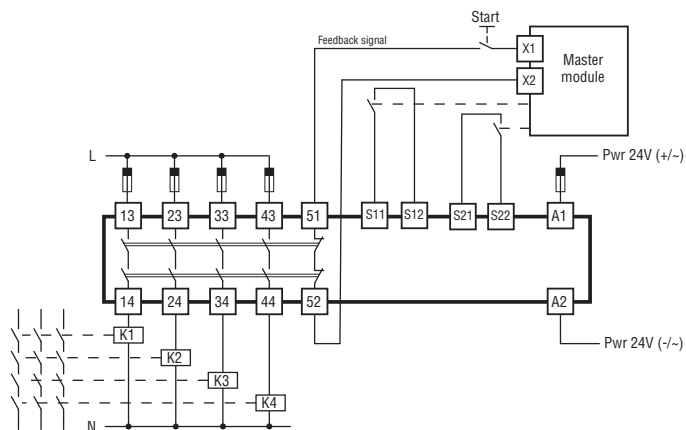 Start
Feedback signal
X1
Master
module
X2
L
Pwr 24V (+/~)
13
23
33
43
51
S11
S12
S21
S22
A1
14
24
34
44
52
A2
K1
K2
Pwr 24V (-/~)
K3
K4
N